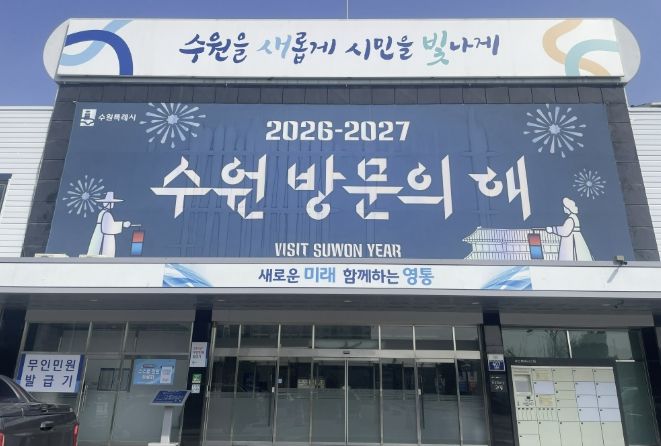 수원을 새롭게 시민을 빛나게
수원특례시
2026-2027
수원 방문의 해
VISIT SUWON YEAR
새로운 미래 함께하는 영통
무인민원
발급기